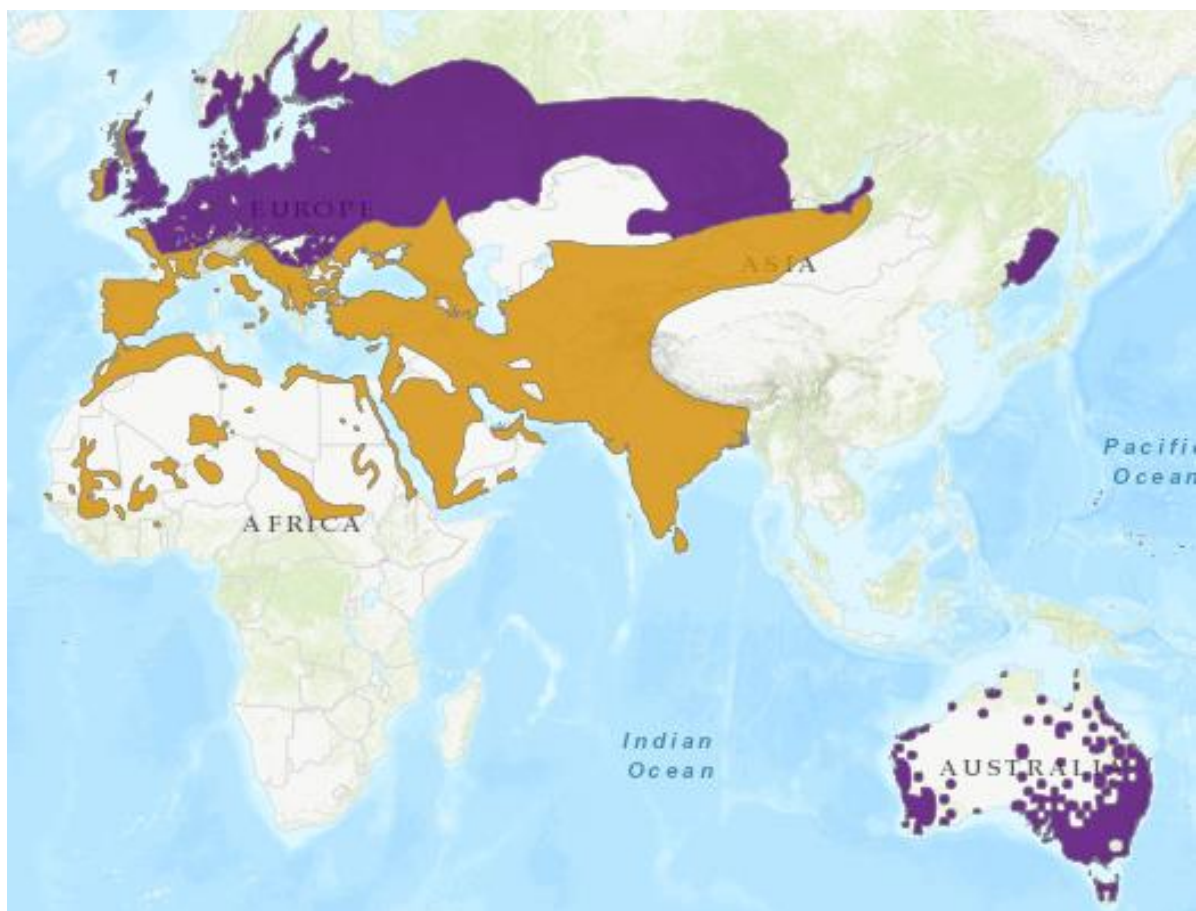 EUROPE
ASIA
Pacific
Ocean
AFRICA
Indian
Ocean
AUSTRALIA